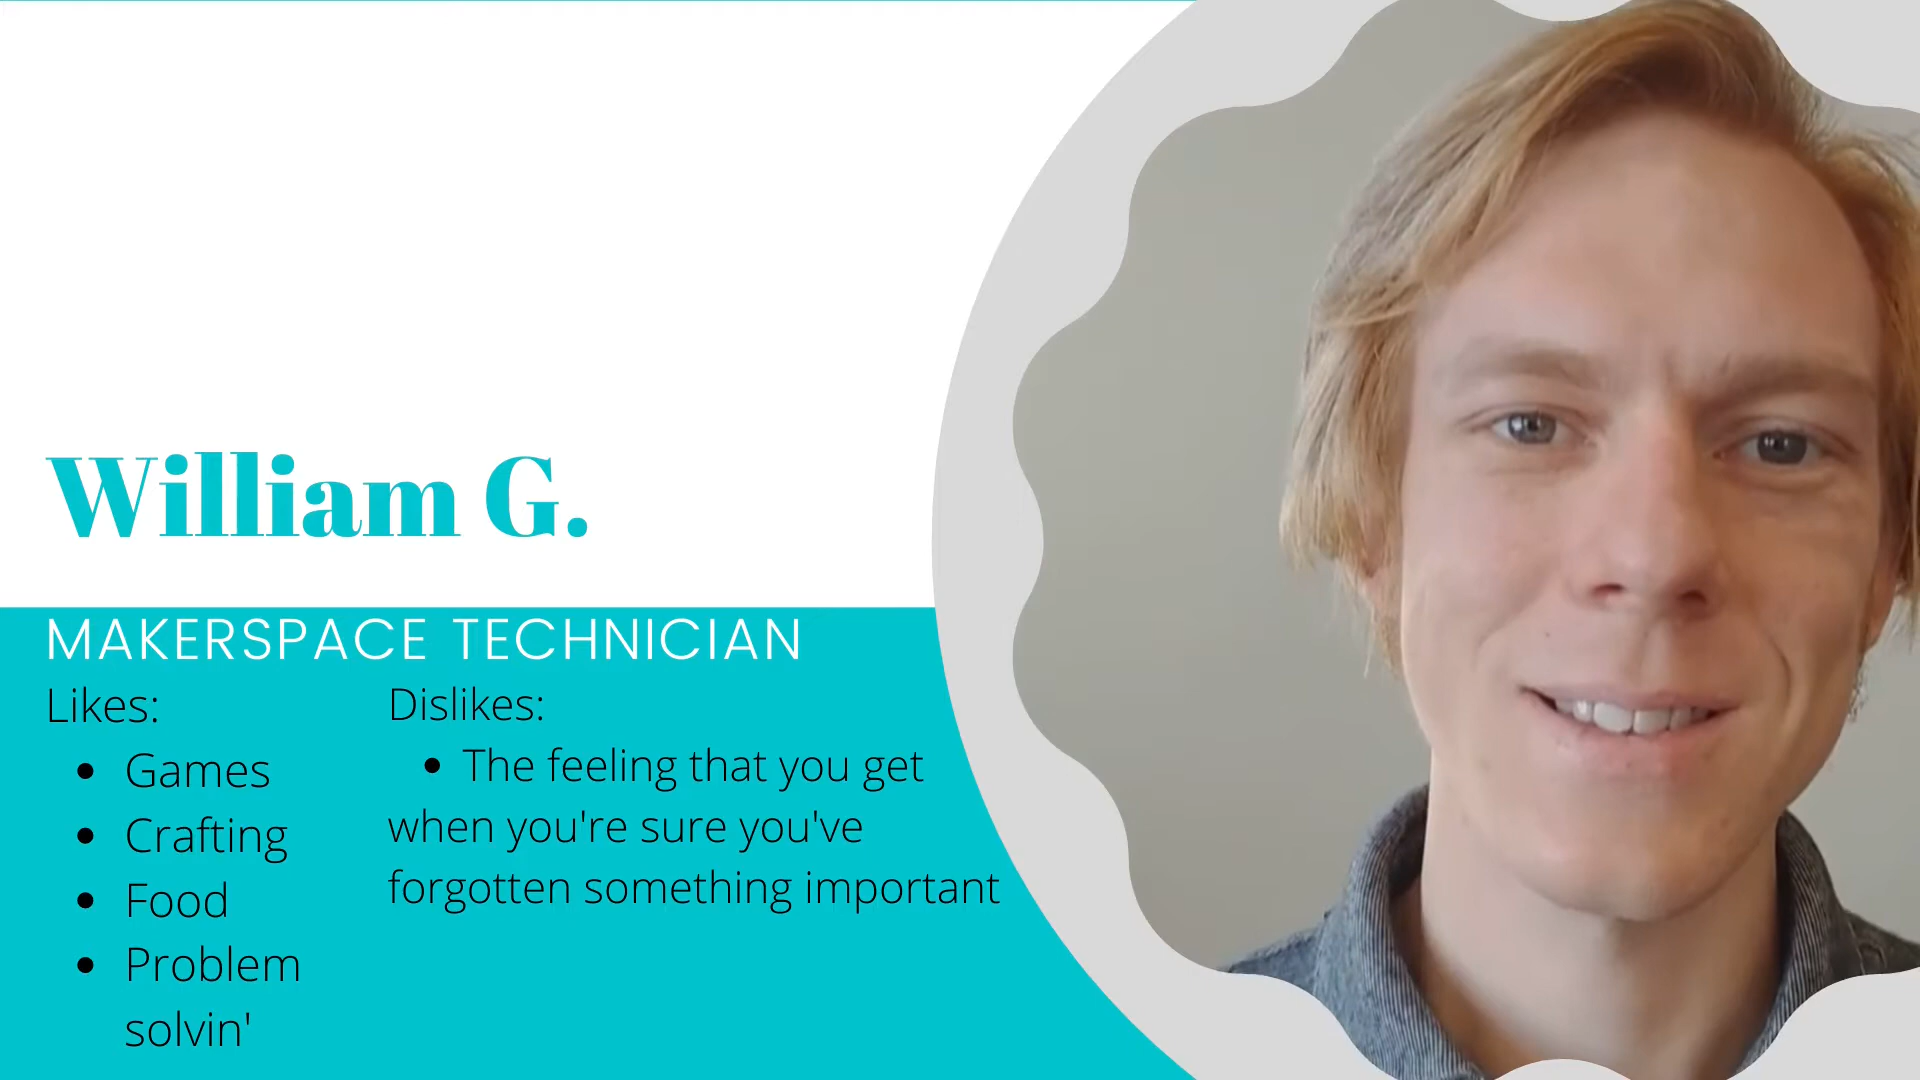 William G.
MAKERSPACE TECHNICIAN
Likes:
• Games
• Crafting
• Food
• Problem
solvin'
Dislikes:
• The feeling that you get
when you're sure you've
forgotten something important